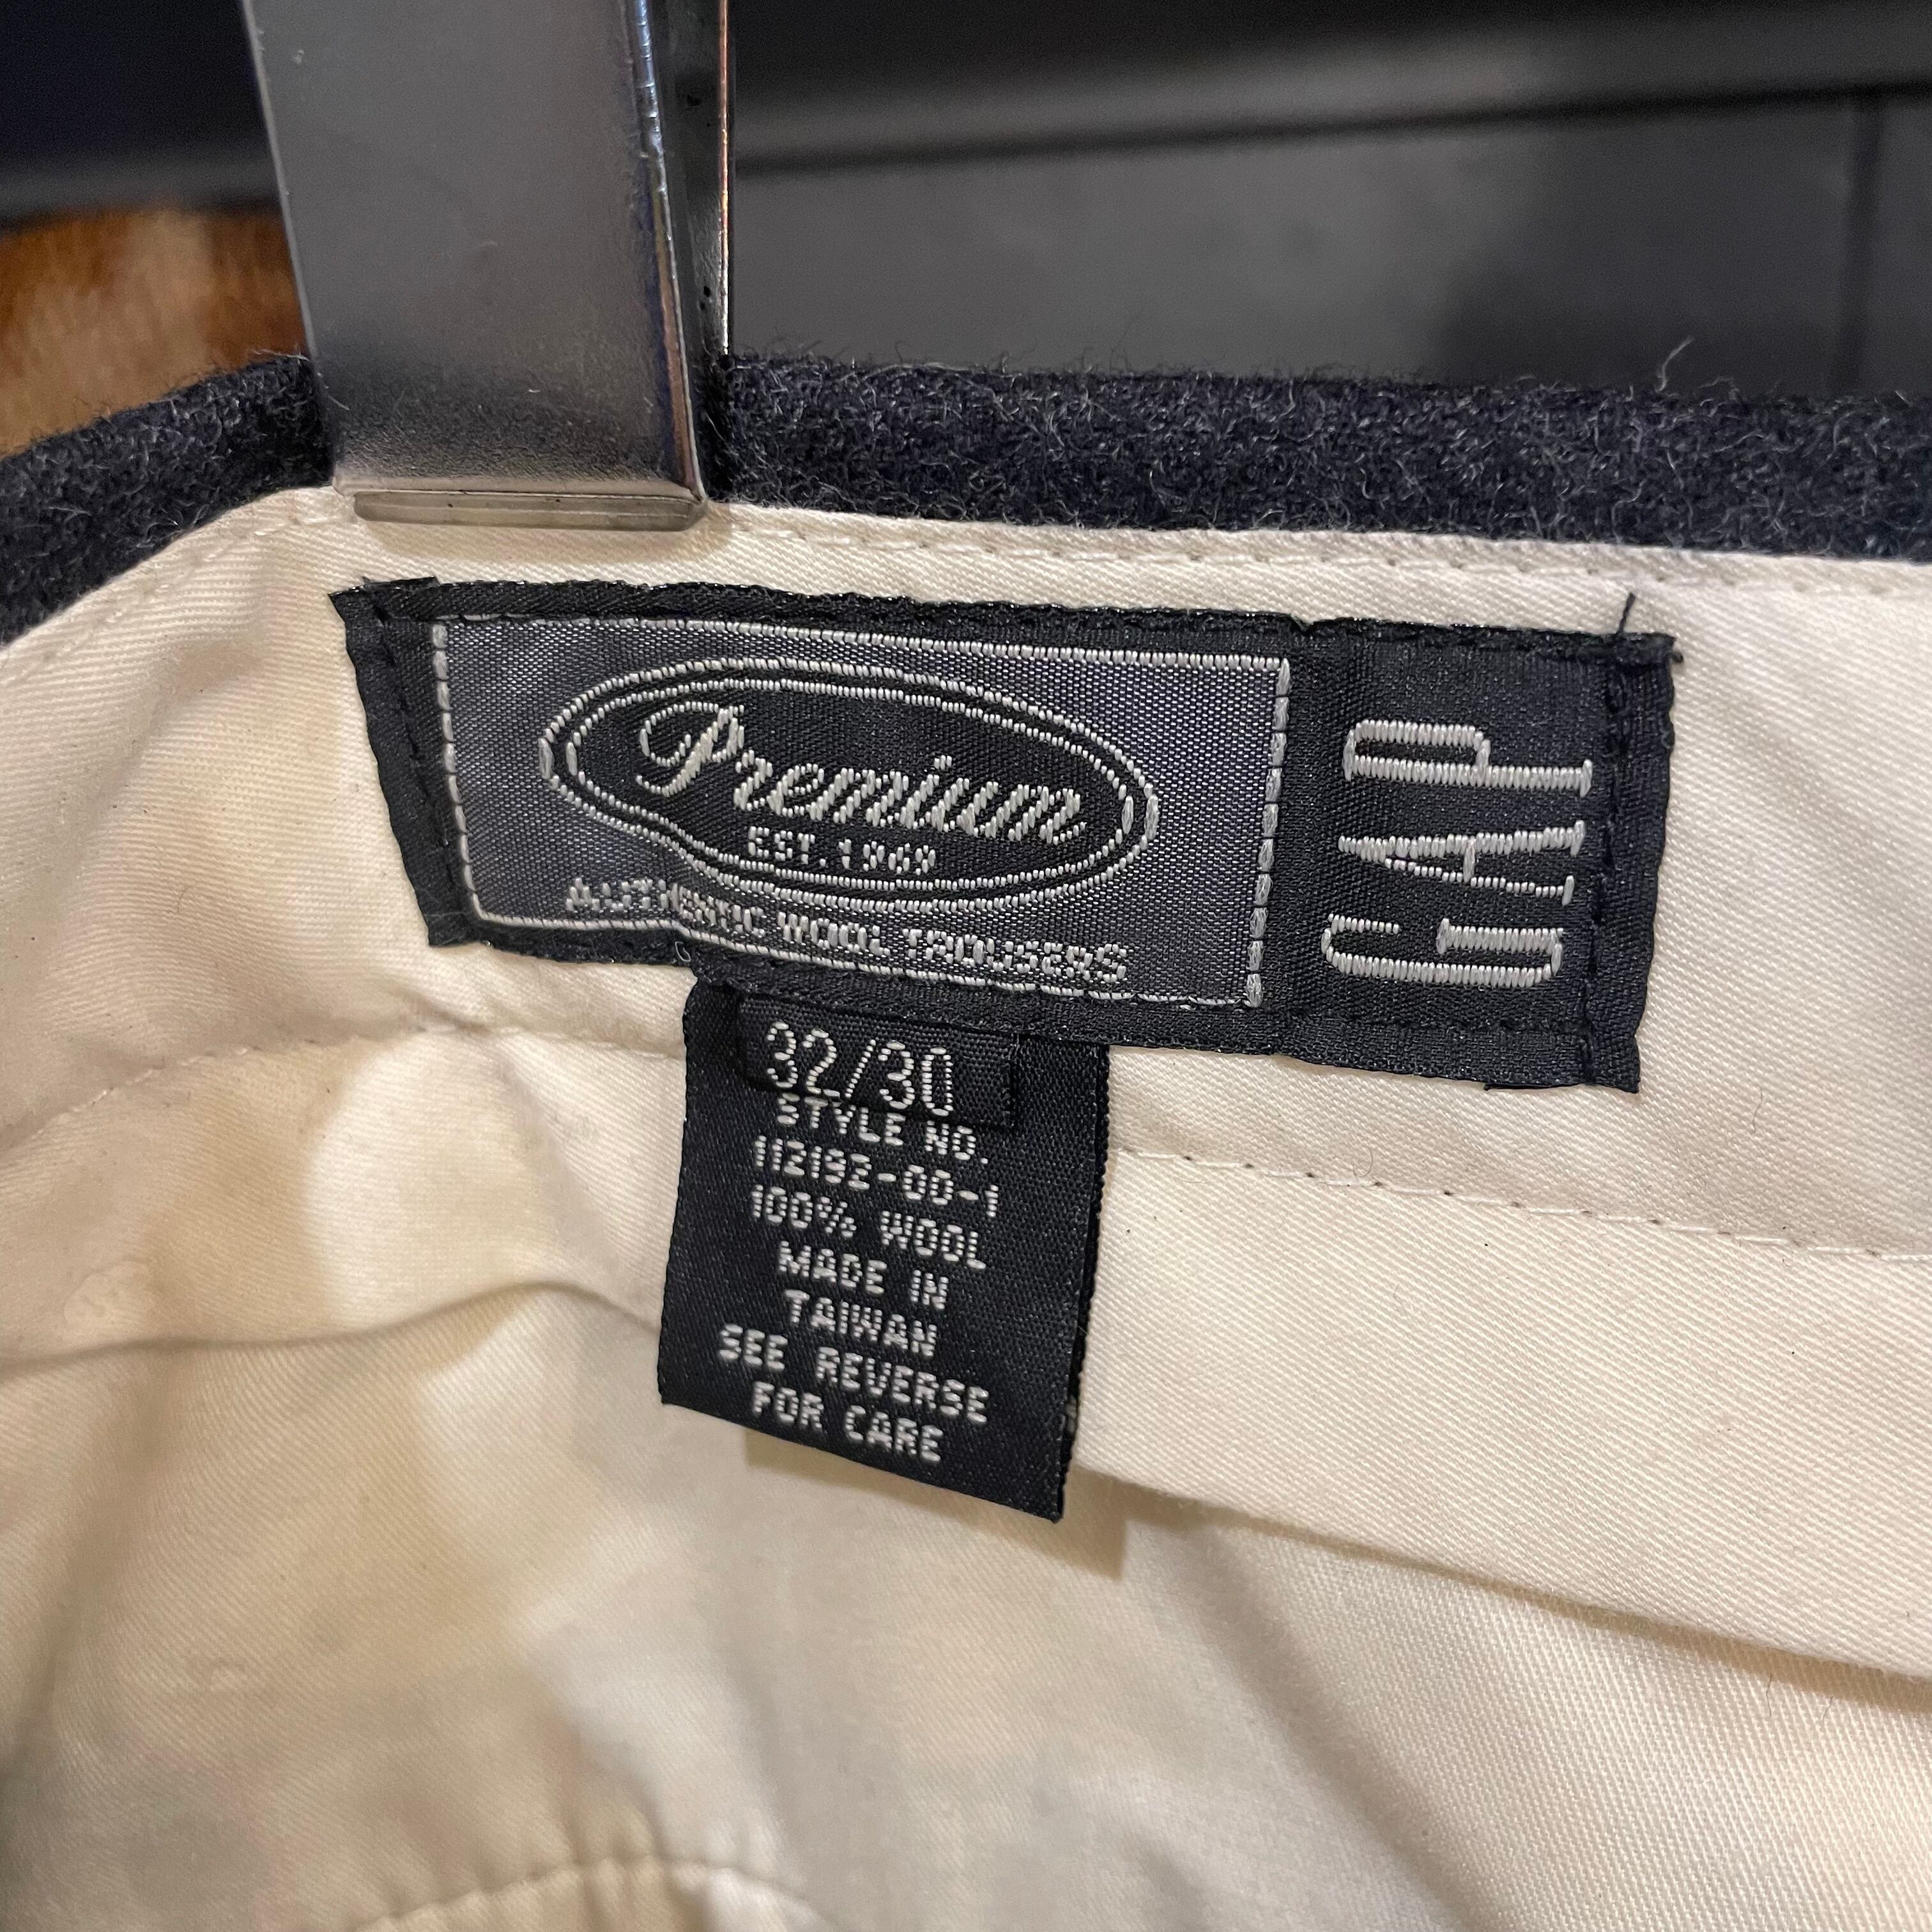 Premium
EST. 1969
AUTHENTIC WOOL TROUSERS
GAP
32/30
STYLE NO.
112192-00-1
100% WOOL
MADE IN
TAIWAN
SEE REVERSE
FOR CARE